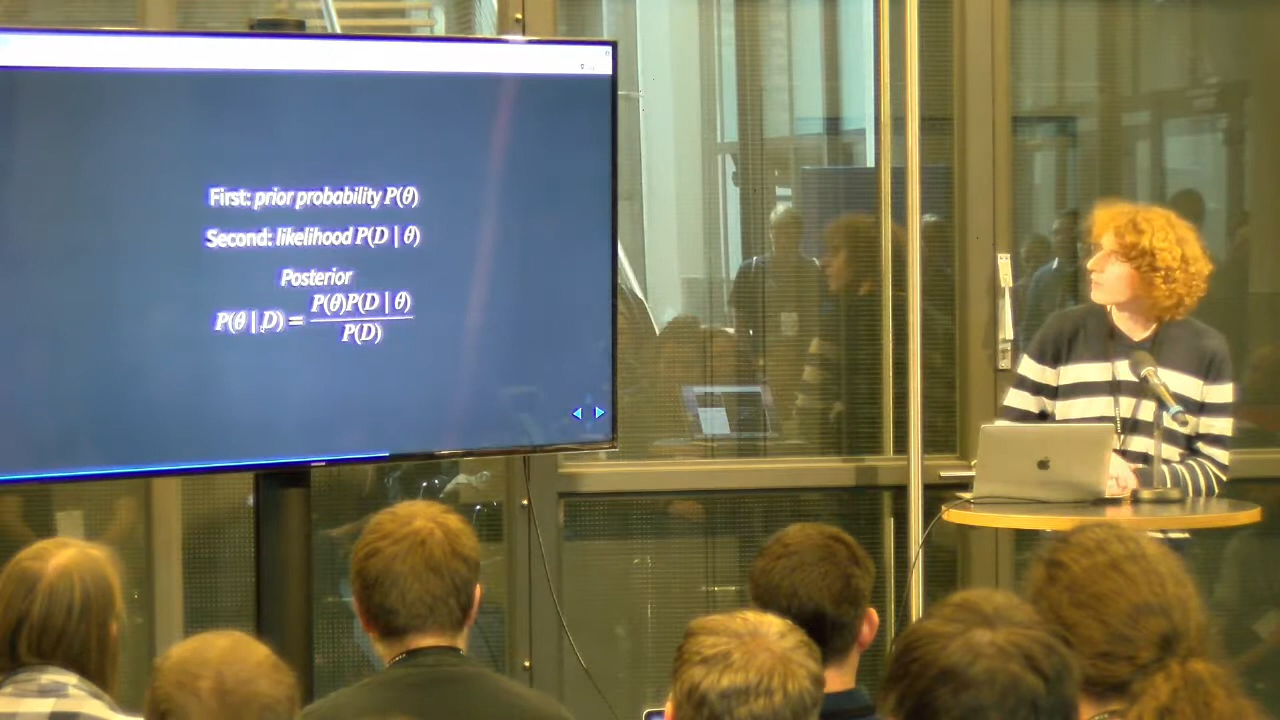 First: prior probability P(θ)
Second: likelihood P(D | θ)
Posterior
P(θ | D) = P(θ)P(D | θ) / P(D)